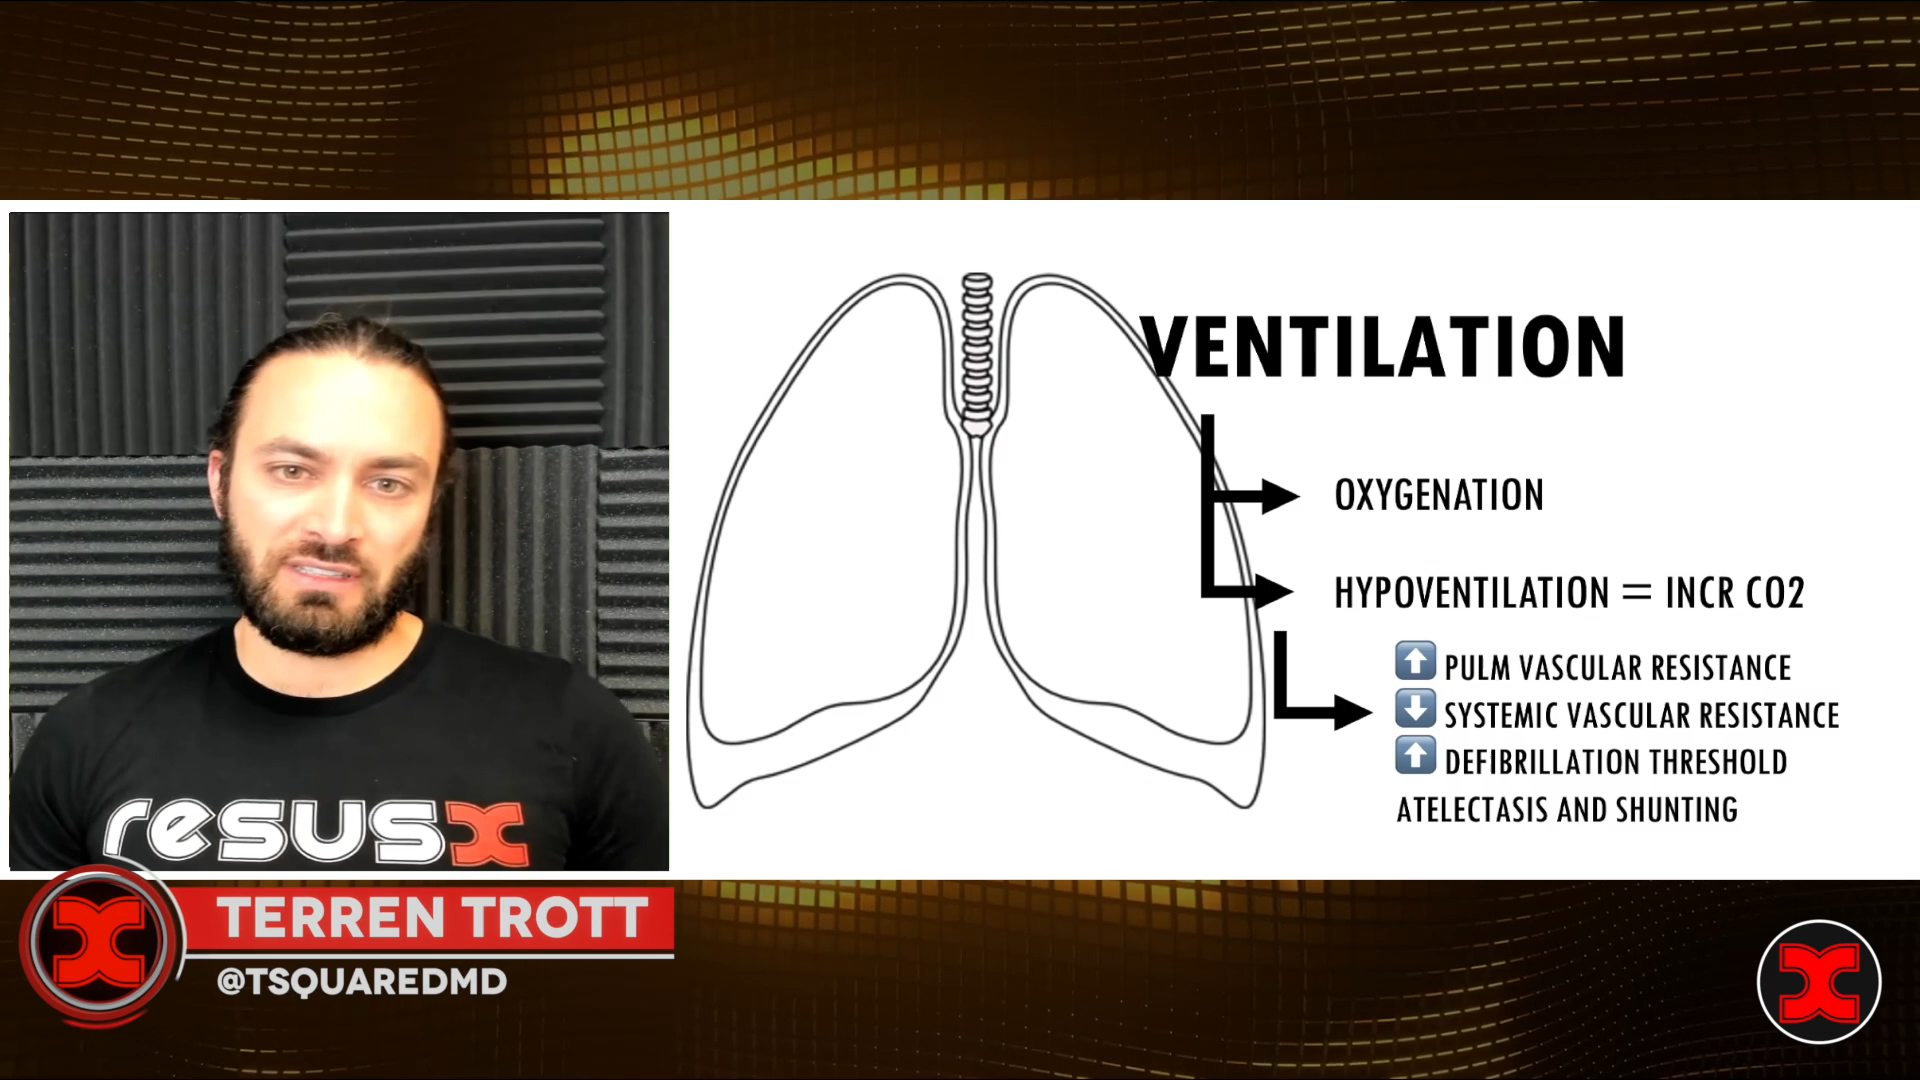 VENTILATION
OXYGENATION
HYPOVENTILATION = INCR CO2
⬆ PULM VASCULAR RESISTANCE
⬇ SYSTEMIC VASCULAR RESISTANCE
⬆ DEFIBRILLATION THRESHOLD
ATELECTASIS AND SHUNTING
resusx
TERREN TROTT
@TSQUAREDMD